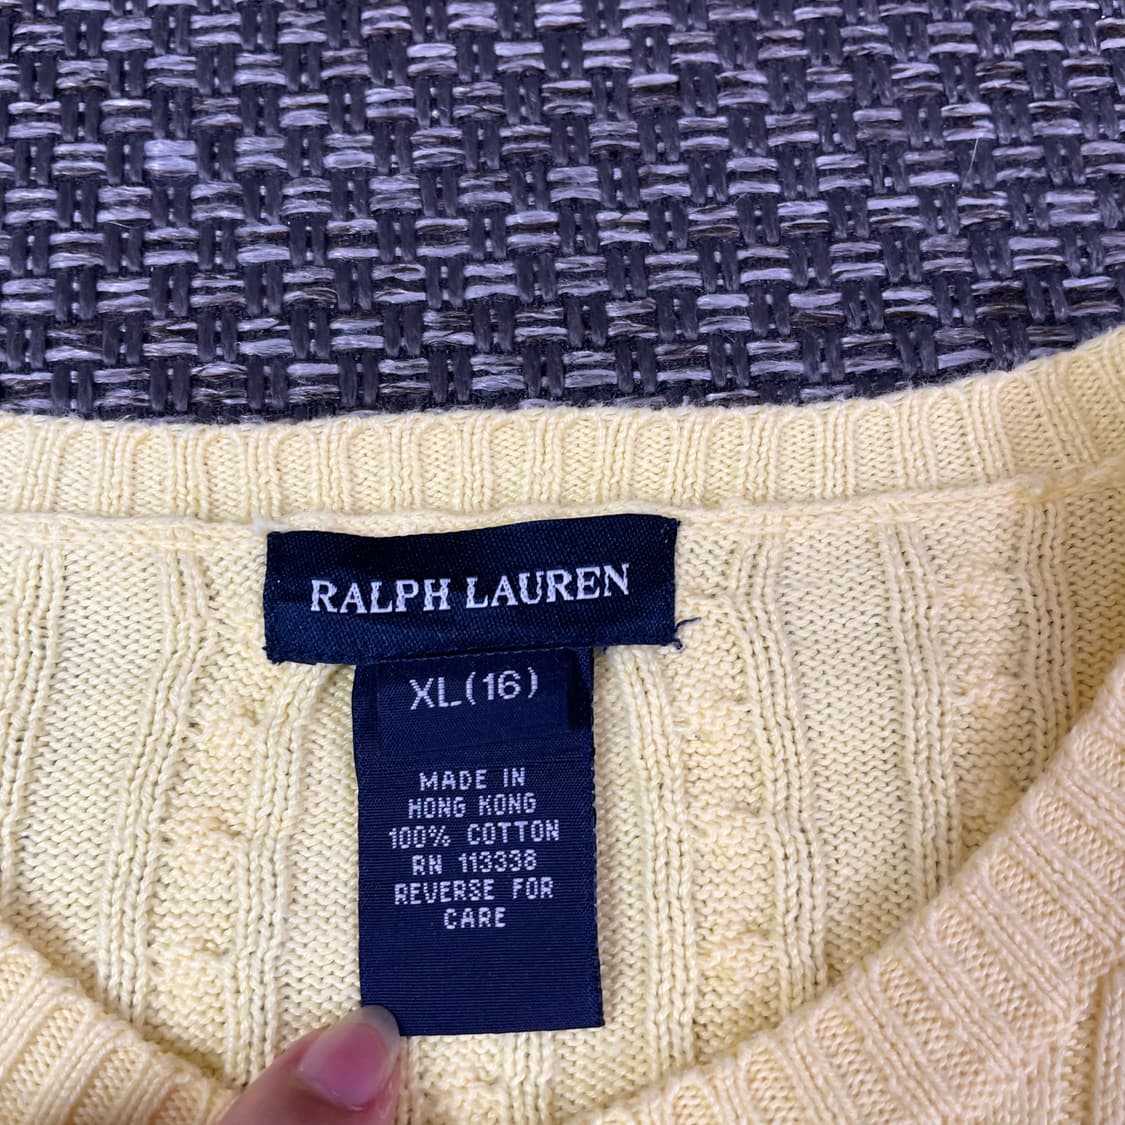 RALPH LAUREN
XL(16)
MADE IN
HONG KONG
100% COTTON
RN 113338
REVERSE FOR
CARE